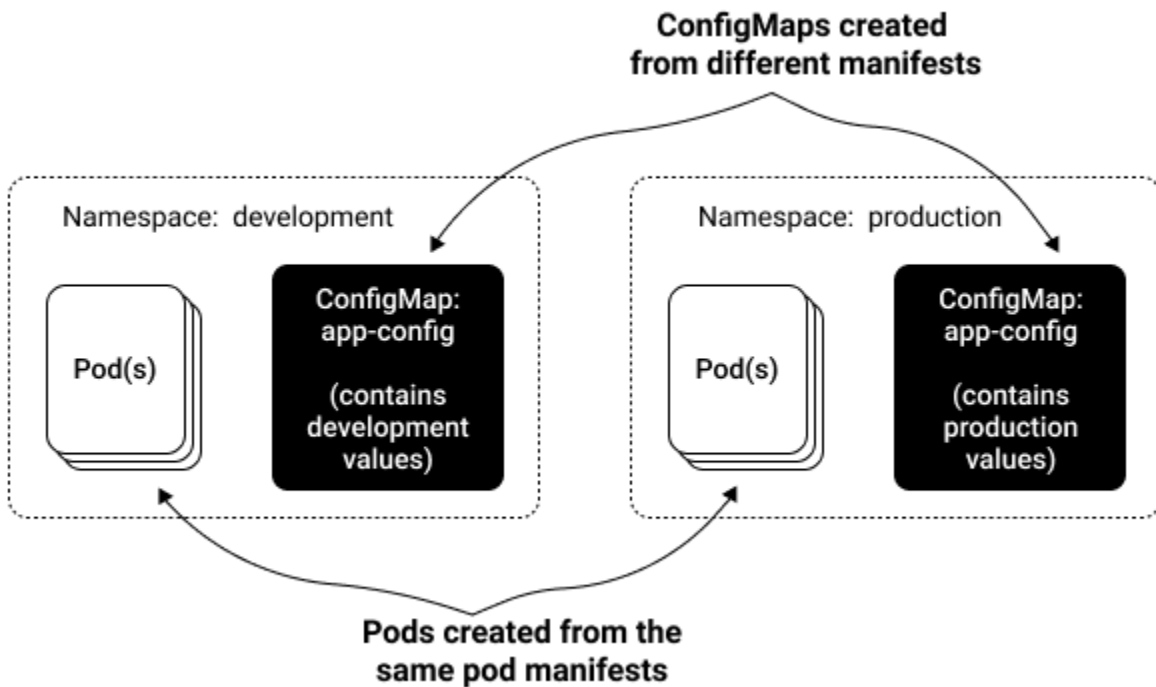 ConfigMaps created
from different manifests
Namespace: development
Pod(s)
ConfigMap:
app-config
(contains
development
values)
Namespace: production
Pod(s)
ConfigMap:
app-config
(contains
production
values)
Pods created from the
same pod manifests